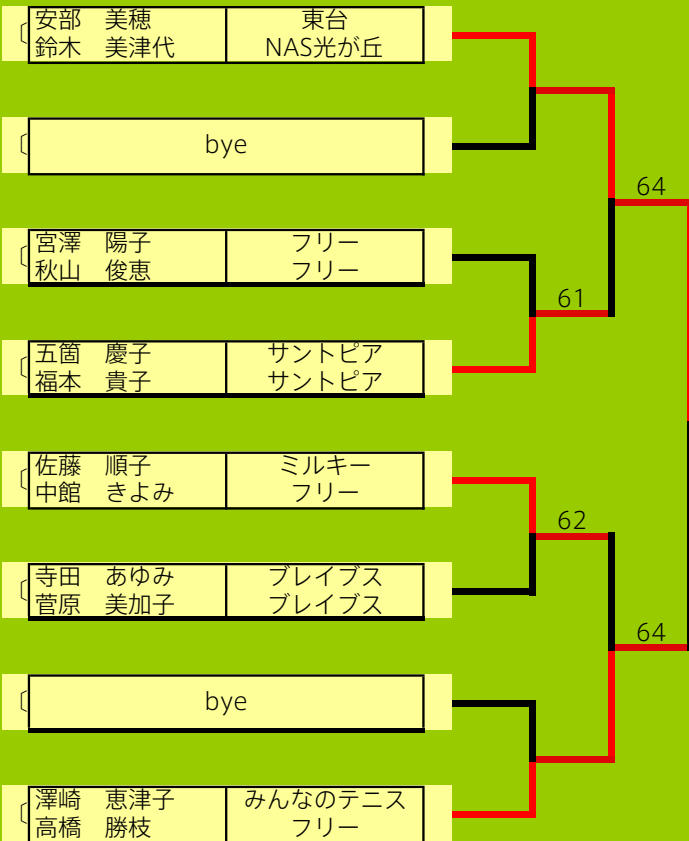 安部　美穂　東台
鈴木　美津代　NAS光が丘
bye
64
宮澤　陽子　フリー
秋山　俊恵　フリー
61
五箇　慶子　サントピア
福本　貴子　サントピア
佐藤　順子　ミルキー
中館　きよみ　フリー
62
寺田　あゆみ　ブレイブス
菅原　美加子　ブレイブス
64
bye
澤崎　恵津子　みんなのテニス
高橋　勝枝　フリー